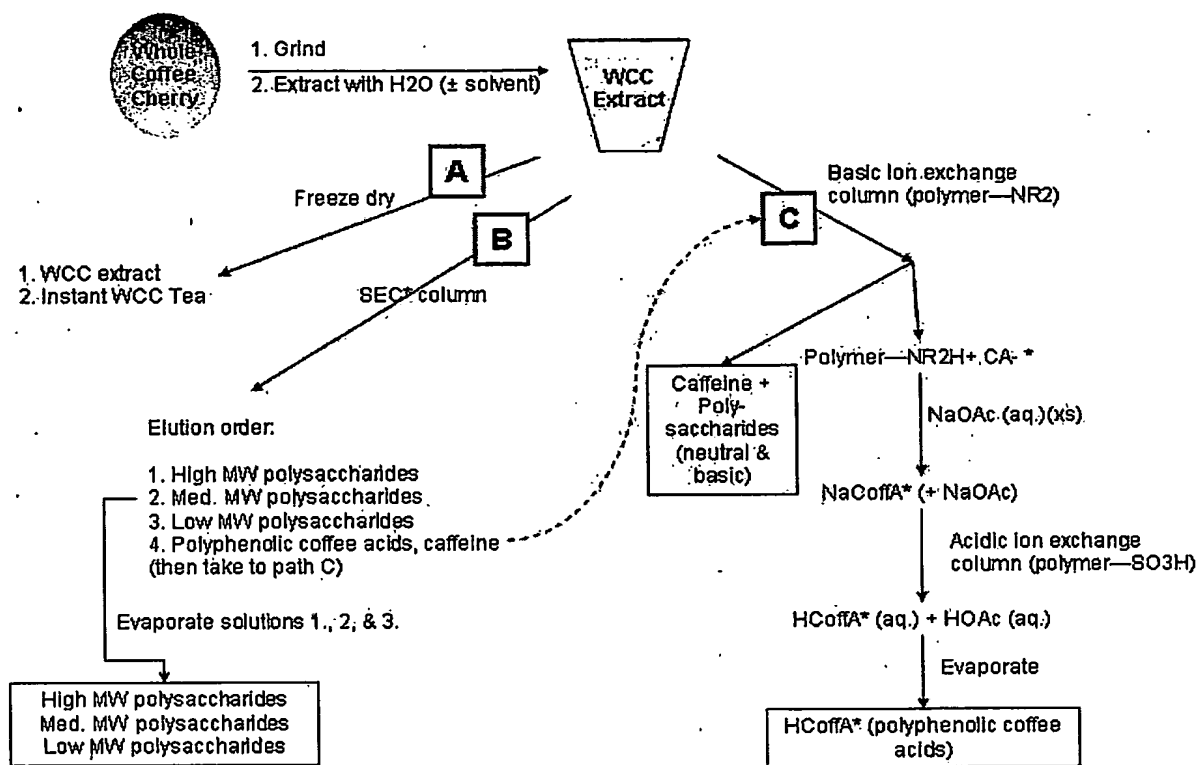 Whole
Coffee
Cherry
1. Grind
2. Extract with H2O (± solvent)
WCC
Extract
A
Freeze dry
B
1. WCC extract
2. Instant WCC Tea
SEC* column
Basic ion exchange
column (polymer—NR2)
C
Elution order:
1. High MW polysaccharides
2. Med. MW polysaccharides
3. Low MW polysaccharides
4. Polyphenolic coffee acids, caffeine
(then take to path C)
Evaporate solutions 1., 2, & 3.
High MW polysaccharides
Med. MW polysaccharides
Low MW polysaccharides
Caffeine +
Poly-
saccharides
(neutral &
basic)
Polymer—NR2H+ CA- *
NaOAc (aq.)(xs)
NaCoffA* (+ NaOAc)
Acidic ion exchange
column (polymer—SO3H)
HCoffA* (aq.) + HOAc (aq.)
Evaporate
HCoffA* (polyphenolic coffee
acids)